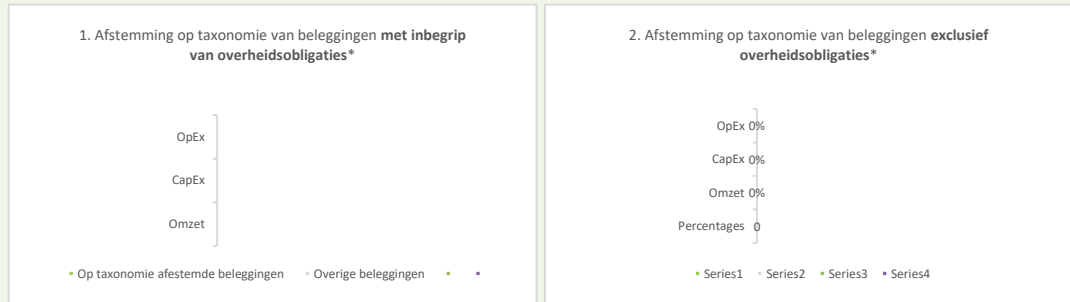 1. Afstemming op taxonomie van beleggingen met inbegrip
van overheidsobligaties*
OpEx
CapEx
Omzet
Op taxonomie afestemde beleggingen Overige beleggingen
2. Afstemming op taxonomie van beleggingen exclusief
overheidsobligaties*
OpEx 0%
CapEx 0%
Omzet 0%
Percentages 0
Series1 Series2 Series3 Series4